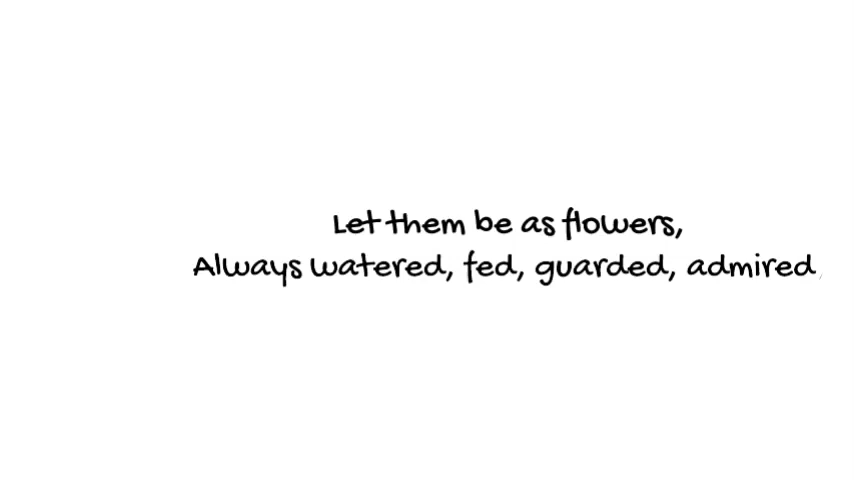 Let them be as flowers,
Always watered, fed, guarded, admired,